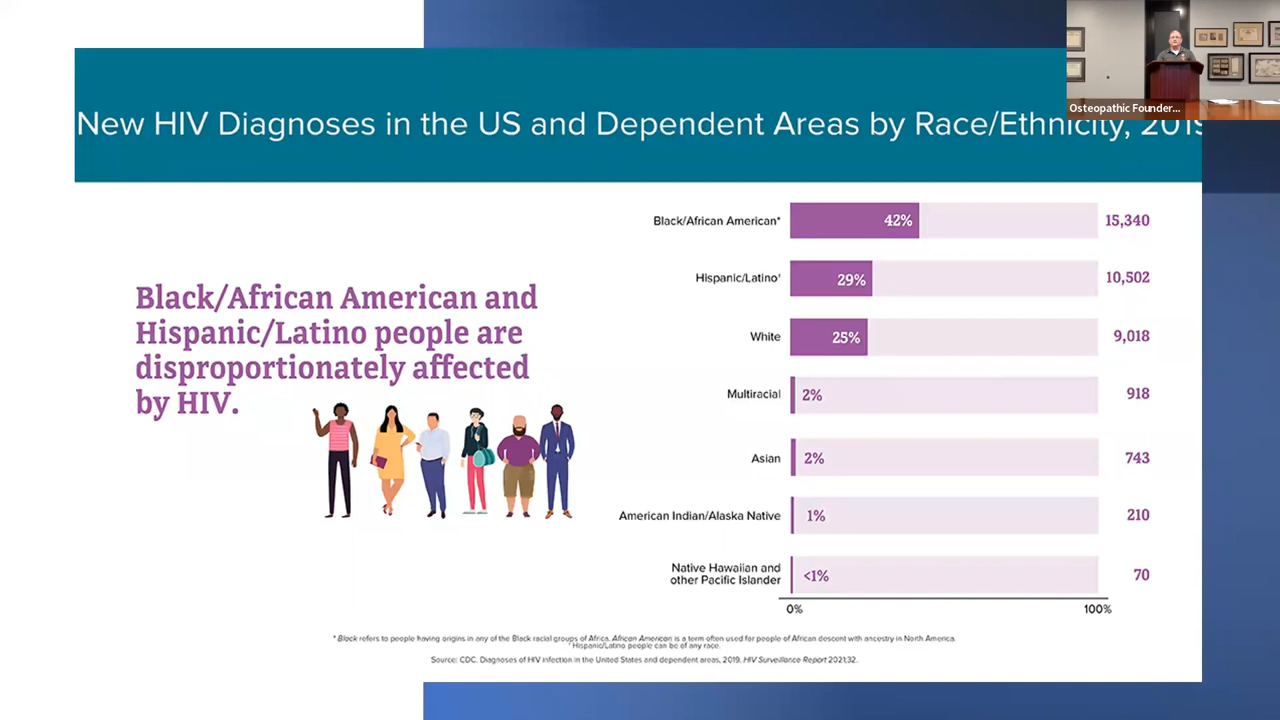 Osteopathic Founder...
New HIV Diagnoses in the US and Dependent Areas by Race/Ethnicity, 2019
Black/African American and
Hispanic/Latino people are
disproportionately affected
by HIV.
Black/African American* 42% 15,340
Hispanic/Latino† 29% 10,502
White 25% 9,018
Multiracial 2% 918
Asian 2% 743
American Indian/Alaska Native 1% 210
Native Hawaiian and
other Pacific Islander <1% 70
0% 100%
* Black refers to people having origins in any of the Black racial groups of Africa. African American is a term often used for people of African descent with ancestry in North America.
† Hispanic/Latino people can be of any race.
Source: CDC. Diagnoses of HIV infection in the United States and dependent areas, 2019. HIV Surveillance Report 2021;32.